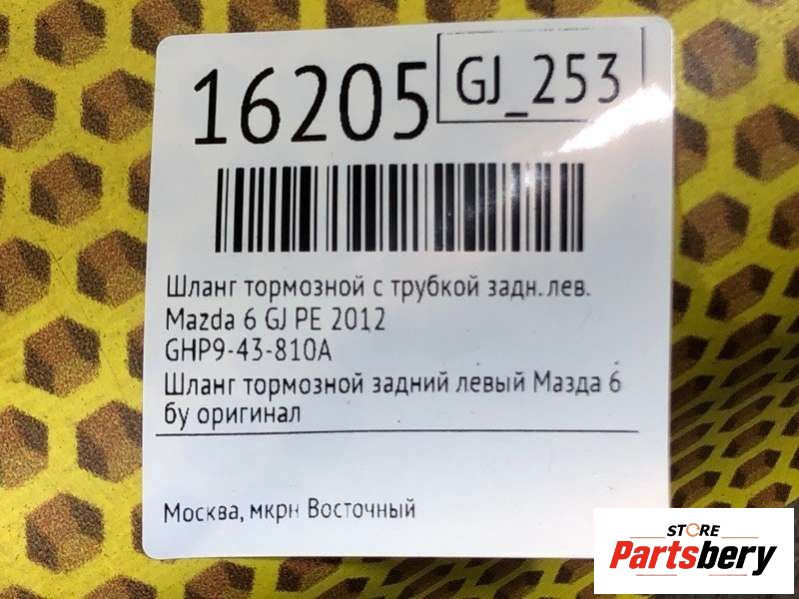 16205
GJ_253
Шланг тормозной с трубкой задн. лев.
Mazda 6 GJ PE 2012
GHP9-43-810A
Шланг тормозной задний левый Мазда 6
бу оригинал
Москва, мкрн Восточный
STORE
Partsbery